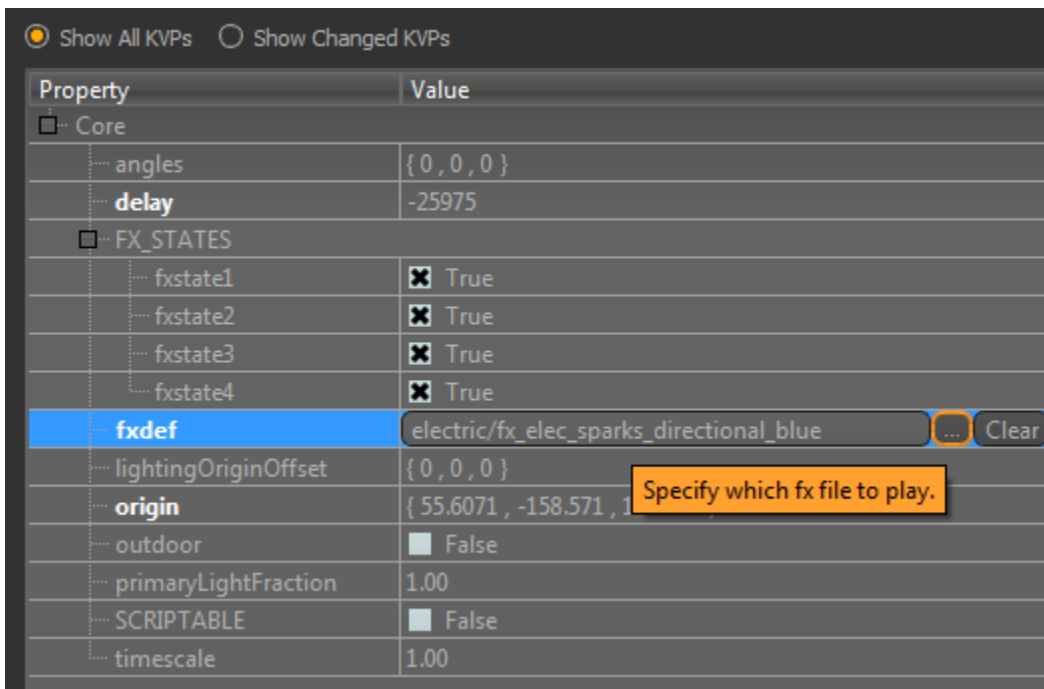 Show All KVPs Show Changed KVPs
Property Value
Core
angles { 0 , 0 , 0 }
delay -25975
FX_STATES
fxstate1 True
fxstate2 True
fxstate3 True
fxstate4 True
fxdef electric/fx_elec_sparks_directional_blue ... Clear
lightingOriginOffset { 0 , 0 , 0 }
Specify which fx file to play.
origin { 55.6071 , -158.571 , 1
outdoor False
primaryLightFraction 1.00
SCRIPTABLE False
timescale 1.00